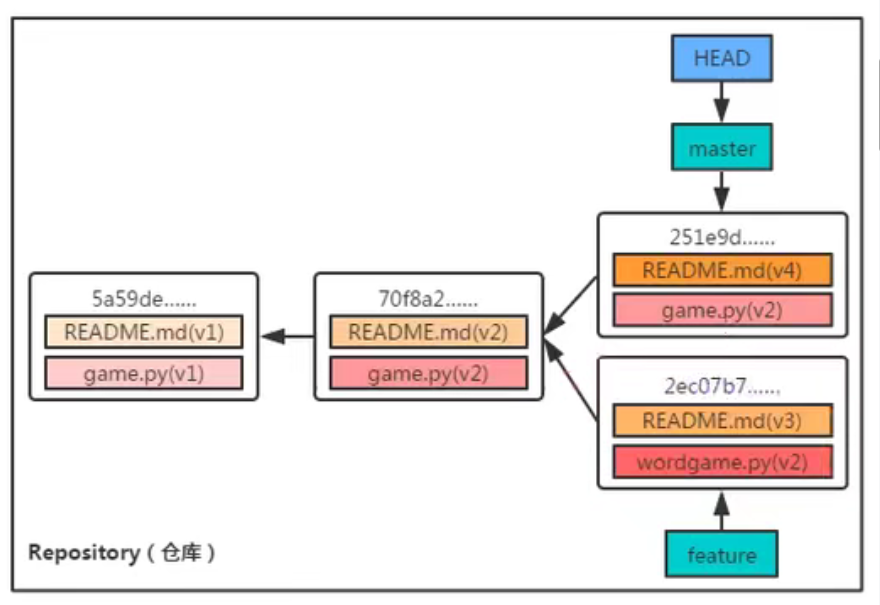 HEAD
master
251e9d......
README.md(v4)
game.py(v2)
5a59de......
README.md(v1)
game.py(v1)
70f8a2......
README.md(v2)
game.py(v2)
2ec07b7......
README.md(v3)
wordgame.py(v2)
feature
Repository（仓库）